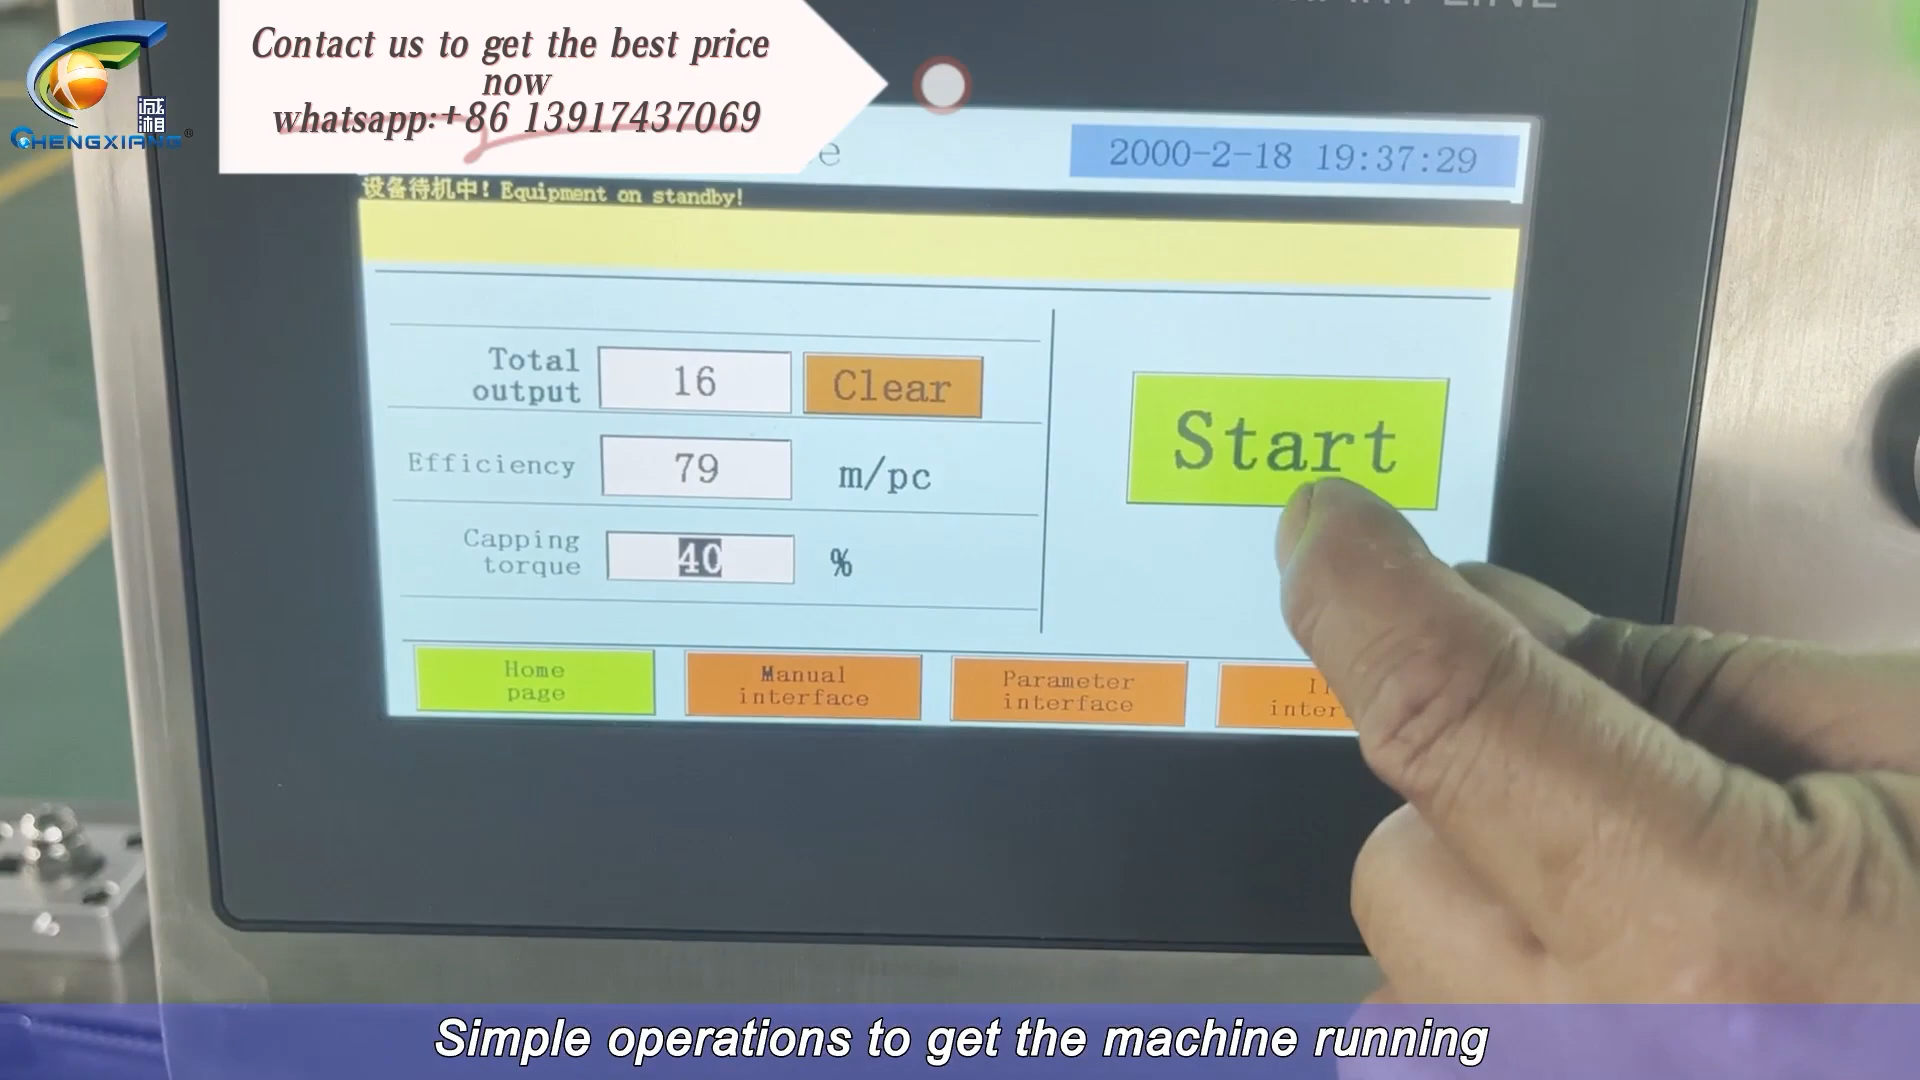 Contact us to get the best price
now
whatsapp:+86 13917437069
诚
湘
CHENGXIANG®
2000-2-18 19:37:29
设备待机中! Equipment on standby!
Total
output
16
Clear
Efficiency
79
m/pc
Capping
torque
40
%
Start
Home
page
Manual
interface
Parameter
interface
Simple operations to get the machine running